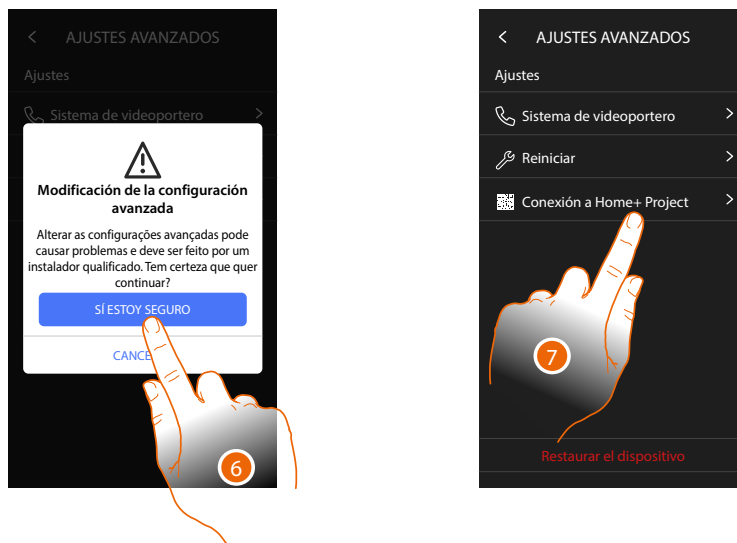 AJUSTES AVANZADOS
Ajustes
Sistema de videoportero
Modificación de la configuración
avanzada
Alterar as configurações avançadas pode
causar problemas e deve ser feito por um
instalador qualificado. Tem certeza que quer
continuar?
SÍ ESTOY SEGURO
CANCE
6
AJUSTES AVANZADOS
Ajustes
Sistema de videoportero
Reiniciar
Conexión a Home+ Project
7
Restaurar el dispositivo